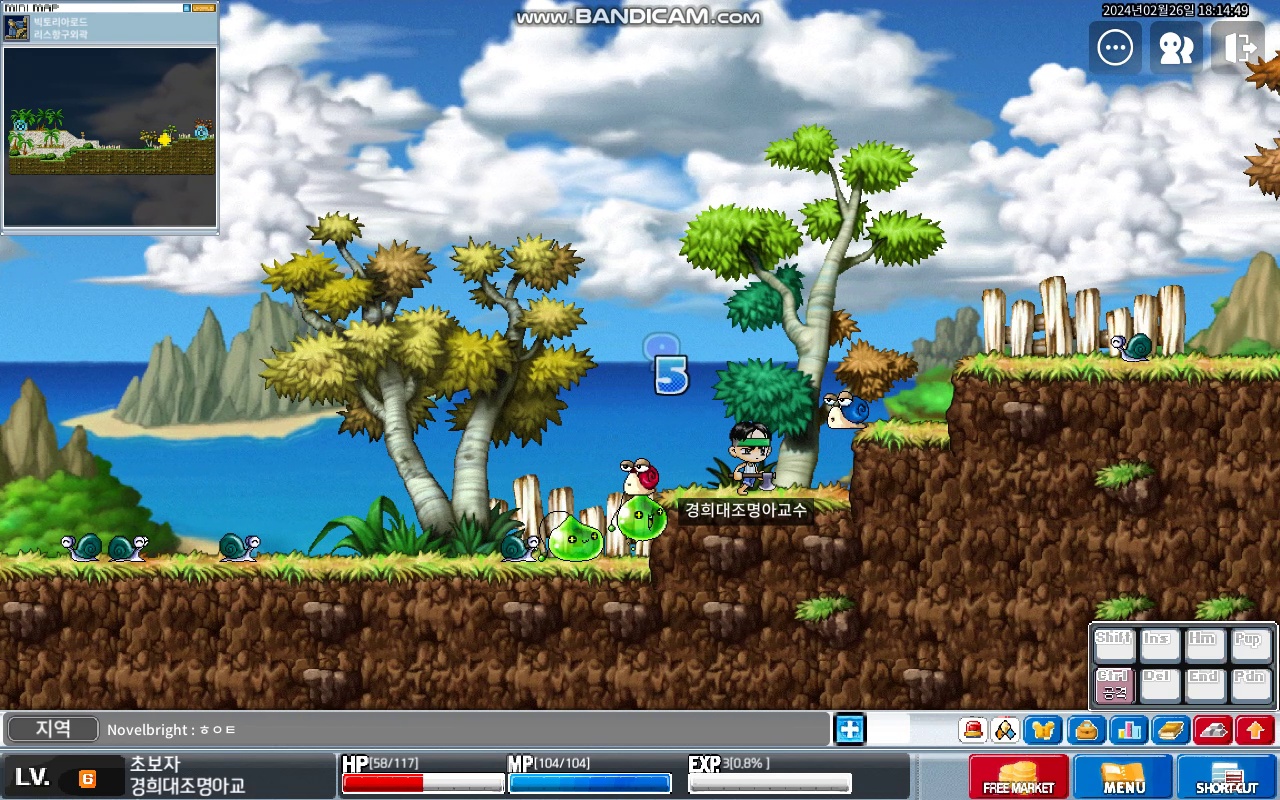 MINI MAP
WORLD
빅토리아로드
리스항구외곽
www.BANDICAM.com
2024년02월26일 18:14:49
5
경희대조명아교수
Shift Ins Hm Pup
Ctrl Del End Pdn
공격
지역 Novelbright : ㅎㅇㅌ
LV. 6
초보자
경희대조명아교
HP[58/117] MP[104/104] EXP.3[0.8%]
FREE MARKET MENU SHORTCUT